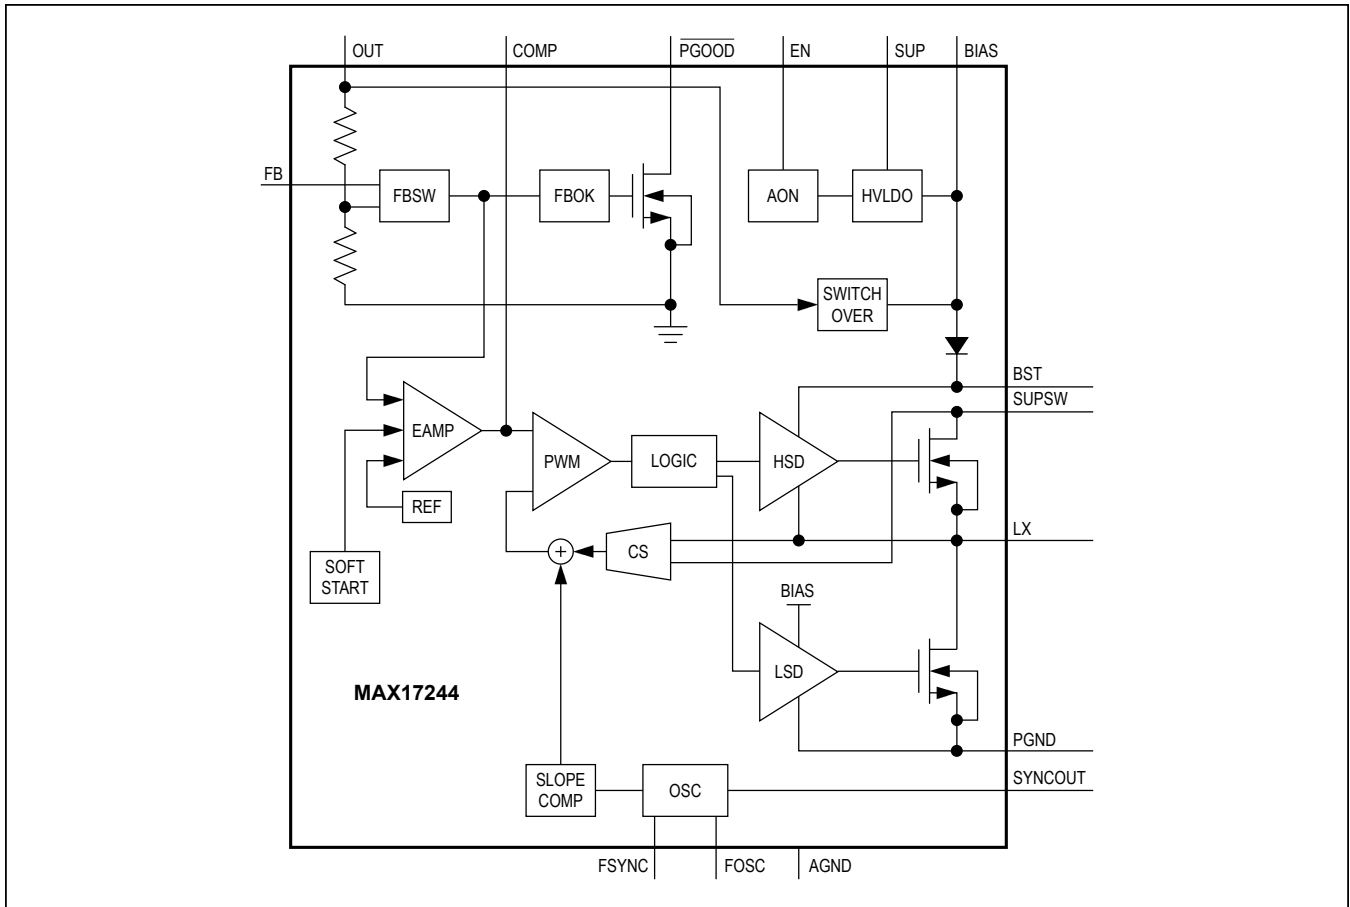 OUT
COMP
PGOOD
EN
SUP
BIAS
FB
FBSW
FBOK
AON
HVLDO
SWITCH
OVER
BST
SUPSW
EAMP
PWM
LOGIC
HSD
REF
LX
+
CS
SOFT
START
BIAS
LSD
MAX17244
PGND
SYNCOUT
SLOPE
COMP
OSC
FSYNC
FOSC
AGND